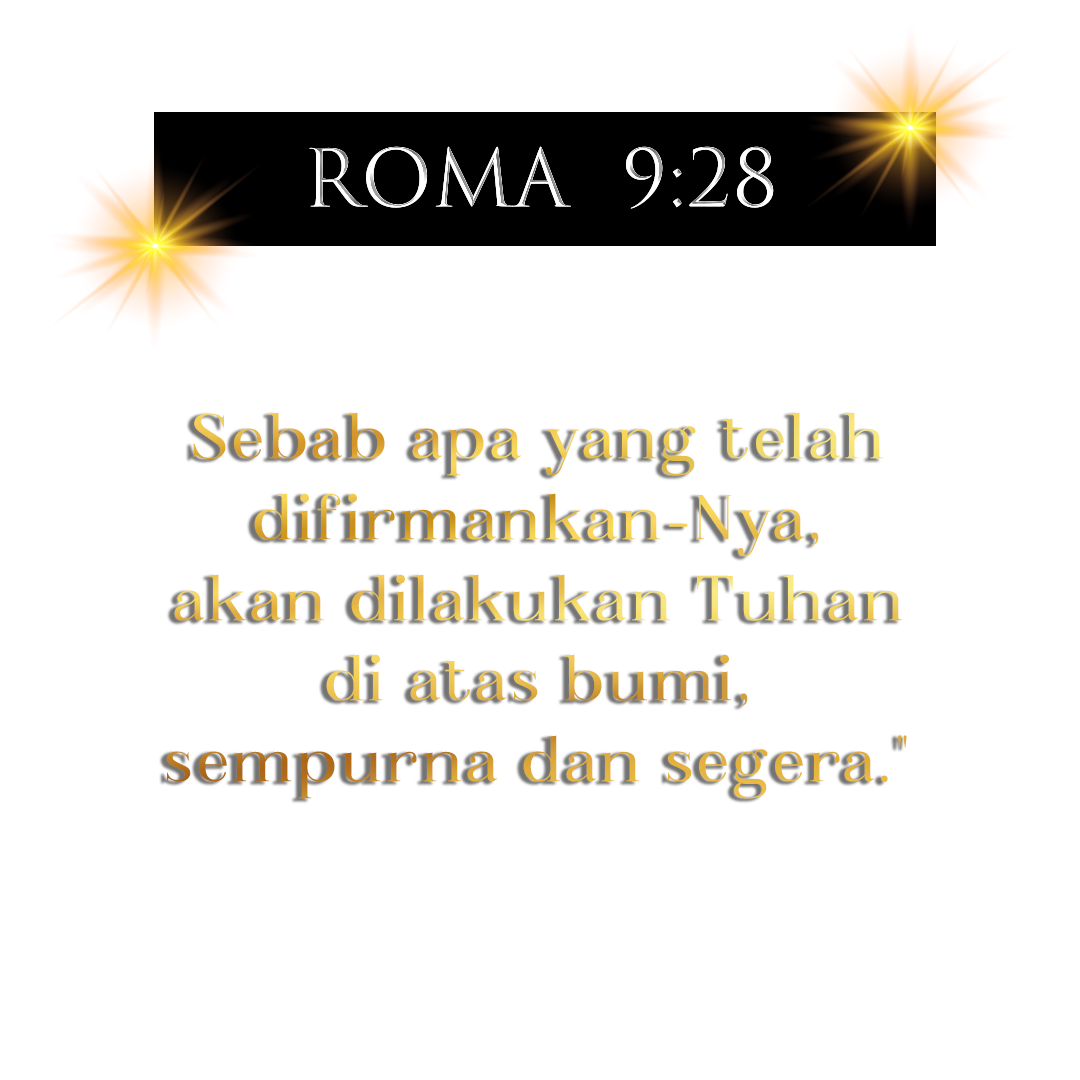 ROMA 9:28
Sebab apa yang telah
difirmankan-Nya,
akan dilakukan Tuhan
di atas bumi,
sempurna dan segera."